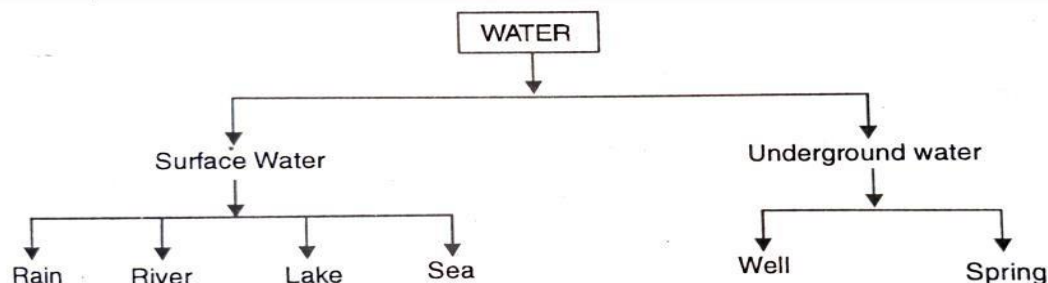 WATER
Surface Water
Underground water
Rain River Lake Sea Well Spring